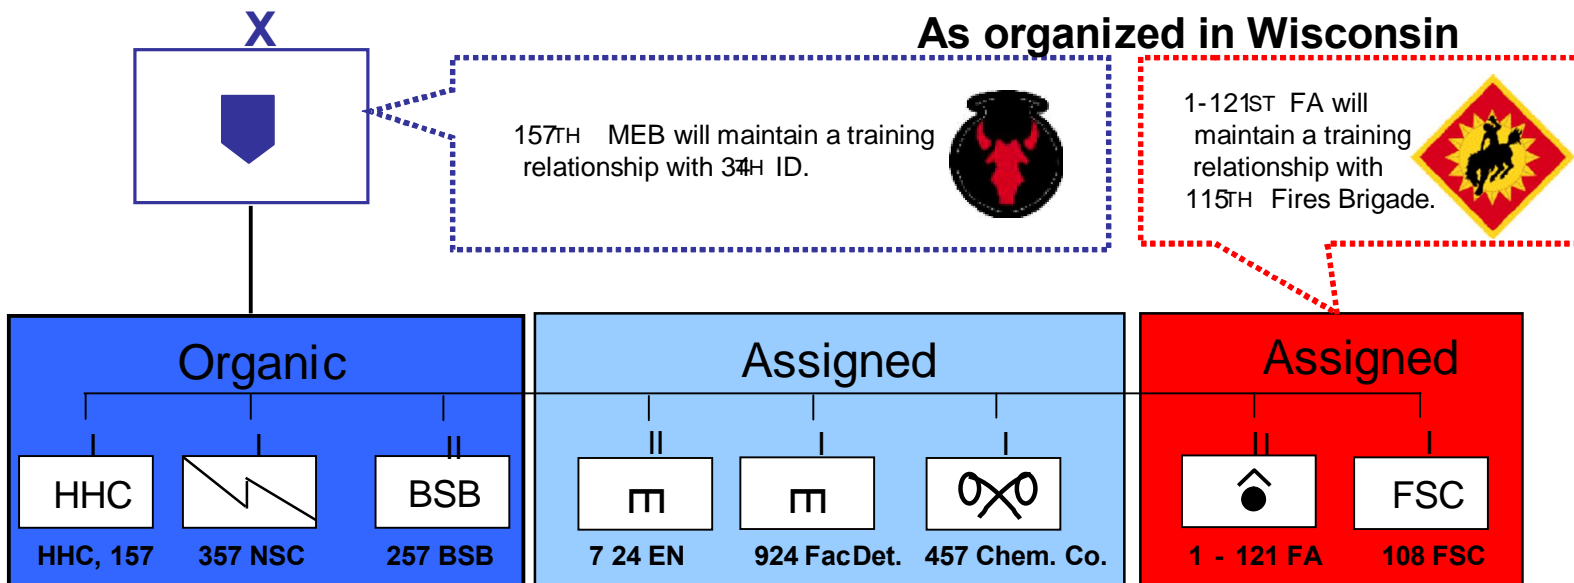 X
As organized in Wisconsin
157TH MEB will maintain a training
relationship with 34TH ID.
1-121ST FA will
maintain a training
relationship with
115TH Fires Brigade.
Organic
Assigned
Assigned
I
I
II
II
I
I
II
I
HHC
BSB
E
E
FSC
HHC, 157
357 NSC
257 BSB
7 24 EN
924 FacDet.
457 Chem. Co.
1 - 121 FA
108 FSC